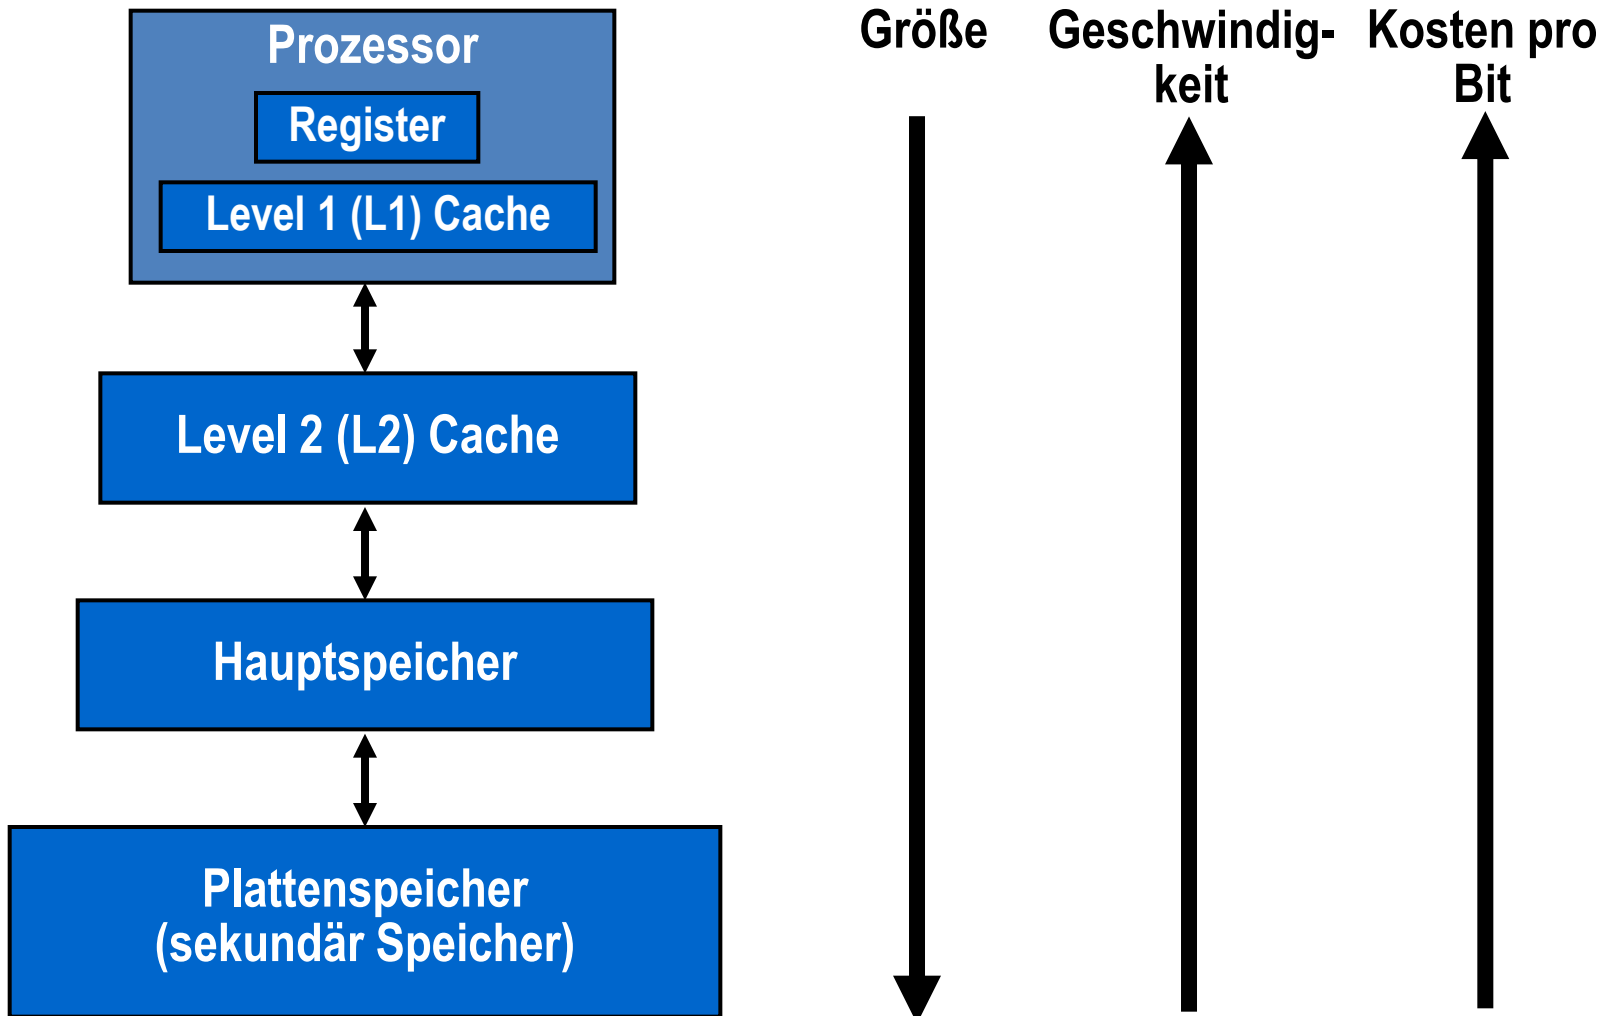 Prozessor
Register
Level 1 (L1) Cache
Level 2 (L2) Cache
Hauptspeicher
Plattenspeicher
(sekundär Speicher)
Größe
Geschwindig-
keit
Kosten pro
Bit